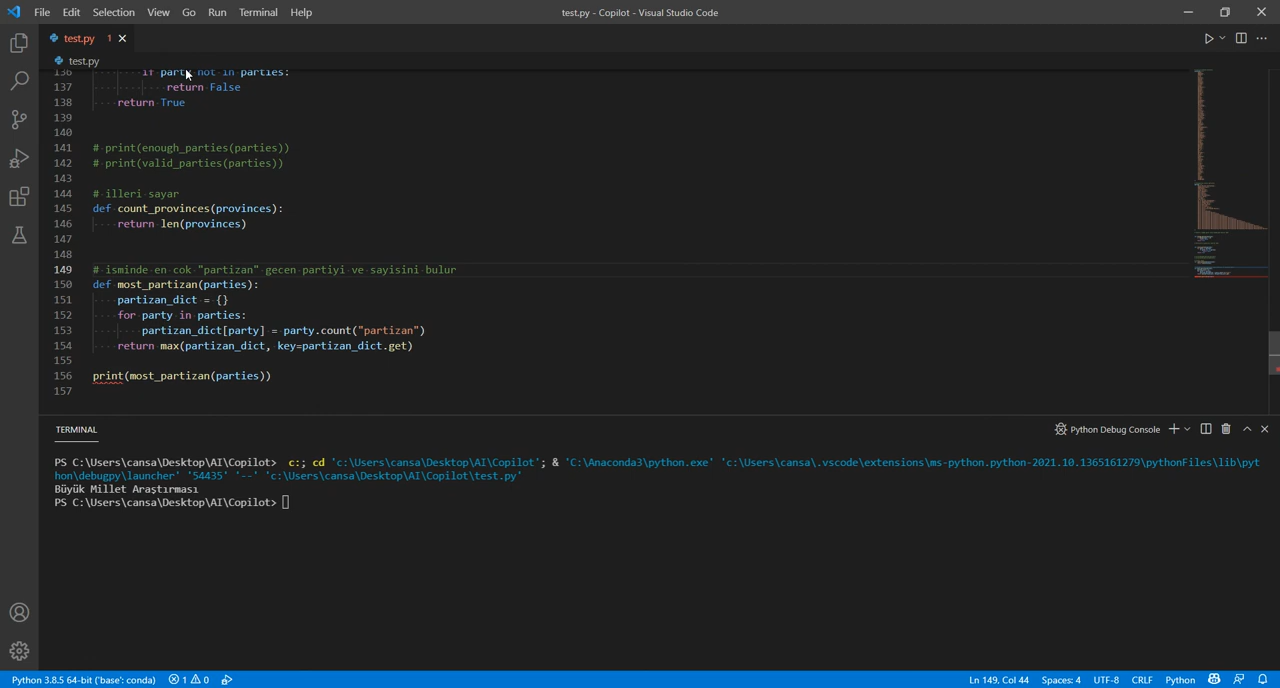 File Edit Selection View Go Run Terminal Help test.py - Copilot - Visual Studio Code
test.py 1
test.py
136 if party not in parties:
137 return False
138 return True
139
140
141 # print(enough_parties(parties))
142 # print(valid_parties(parties))
143
144 # illeri sayar
145 def count_provinces(provinces):
146 return len(provinces)
147
148
149 # isminde en cok "partizan" gecen partiyi ve sayisini bulur
150 def most_partizan(parties):
151 partizan_dict = {}
152 for party in parties:
153 partizan_dict[party] = party.count("partizan")
154 return max(partizan_dict, key=partizan_dict.get)
155
156 print(most_partizan(parties))
157
TERMINAL Python Debug Console
PS C:\Users\cansa\Desktop\AI\Copilot> c:; cd 'c:\Users\cansa\Desktop\AI\Copilot'; & 'C:\Anaconda3\python.exe' 'c:\Users\cansa\.vscode\extensions\ms-python.python-2021.10.1365161279\pythonFiles\lib\pyt
hon\debugpy\launcher' '54435' '--' 'c:\Users\cansa\Desktop\AI\Copilot\test.py'
Büyük Millet Araştırması
PS C:\Users\cansa\Desktop\AI\Copilot>
Python 3.8.5 64-bit ('base': conda) 1 0 Ln 149, Col 44 Spaces: 4 UTF-8 CRLF Python